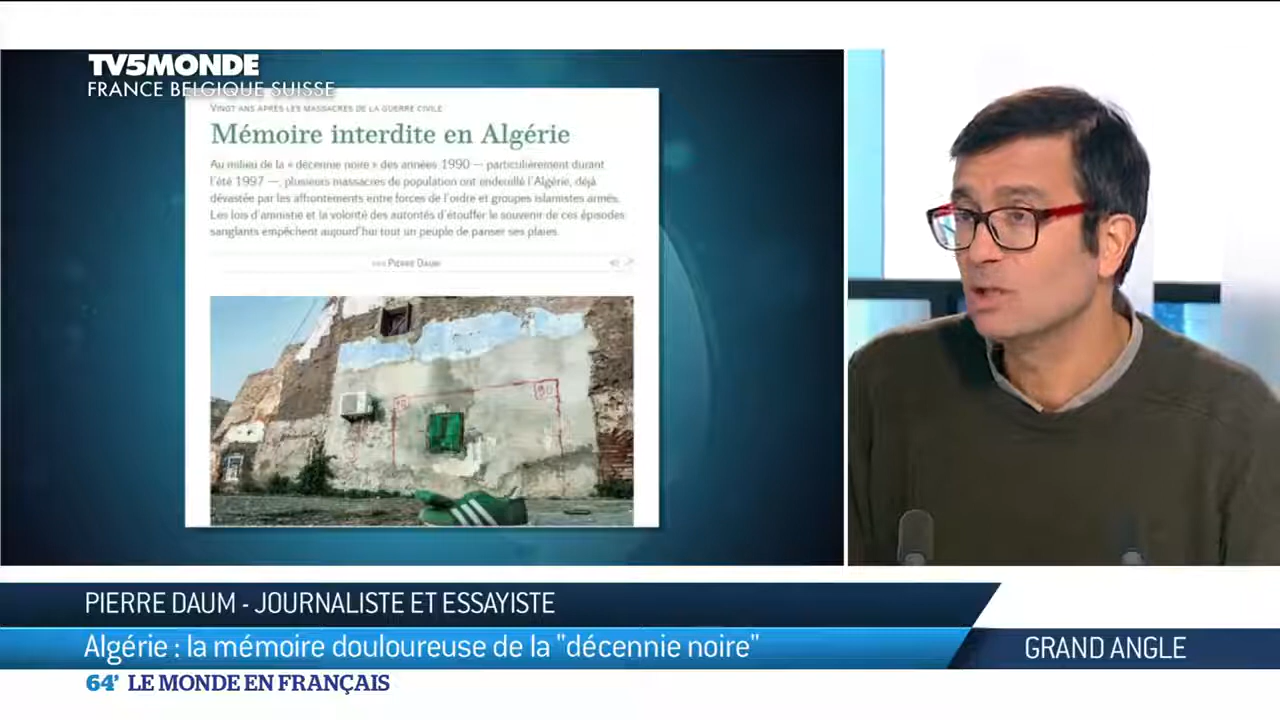 TV5MONDE
FRANCE BELGIQUE SUISSE
VINGT ANS APRÈS LES MASSACRES DE LA GUERRE CIVILE
Mémoire interdite en Algérie
Au milieu de la « décennie noire » des années 1990 — particulièrement durant
l'été 1997 —, plusieurs massacres de population ont endeuillé l'Algérie, déjà
dévastée par les affrontements entre forces de l'ordre et groupes islamistes armés.
Les lois d'amnistie et la volonté des autorités d'étouffer le souvenir de ces épisodes
sanglants empêchent aujourd'hui tout un peuple de panser ses plaies.
PAR PIERRE DAUM
PIERRE DAUM - JOURNALISTE ET ESSAYISTE
Algérie : la mémoire douloureuse de la "décennie noire"
GRAND ANGLE
64' LE MONDE EN FRANÇAIS